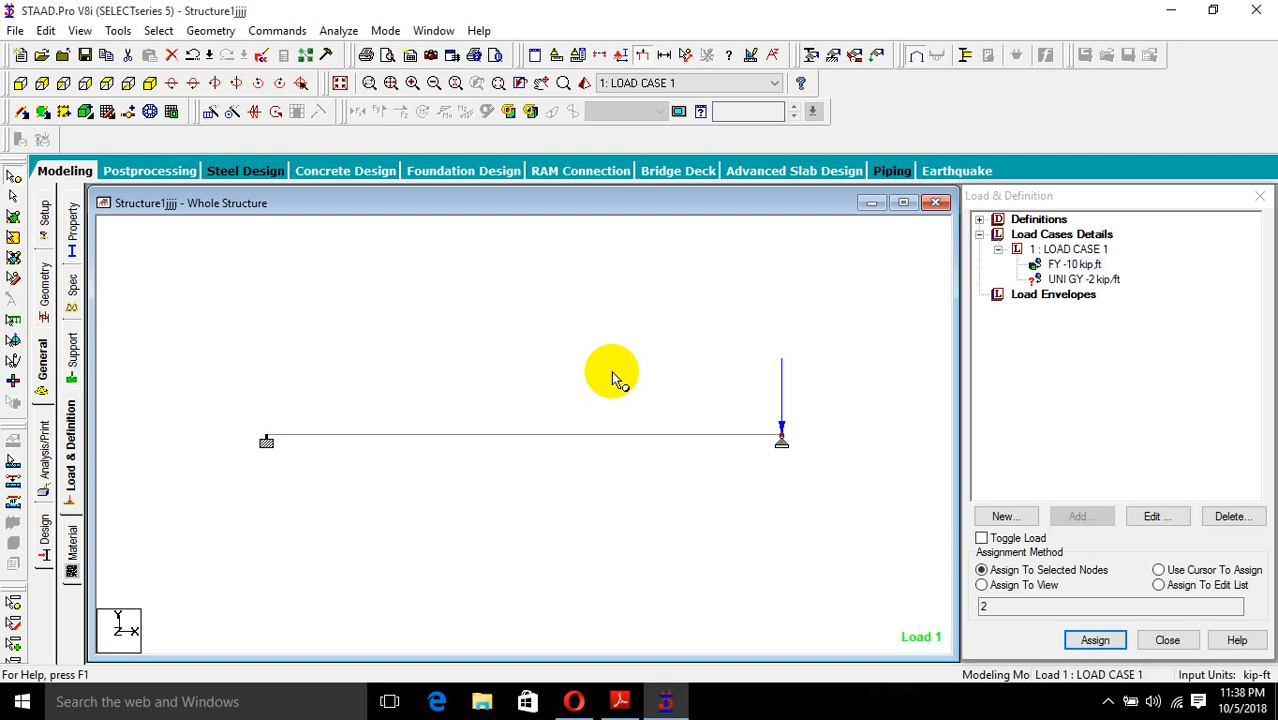 STAAD.Pro V8i (SELECTseries 5) - Structure1jjjj
File Edit View Tools Select Geometry Commands Analyze Mode Window Help
1: LOAD CASE 1
Modeling Postprocessing Steel Design Concrete Design Foundation Design RAM Connection Bridge Deck Advanced Slab Design Piping Earthquake
Setup
Geometry
General
Analysis/Print
Design
Property
Spec
Support
Load & Definition
Material
Structure1jjjj - Whole Structure
Y
Z X
Load 1
Load & Definition
Definitions
Load Cases Details
1 : LOAD CASE 1
FY -10 kip,ft
UNI GY -2 kip/ft
Load Envelopes
New... Add... Edit ... Delete...
Toggle Load
Assignment Method
Assign To Selected Nodes Use Cursor To Assign
Assign To View Assign To Edit List
2
Assign Close Help
For Help, press F1
Modeling Mo Load 1 : LOAD CASE 1 Input Units: kip-ft
Search the web and Windows
11:38 PM
10/5/2018